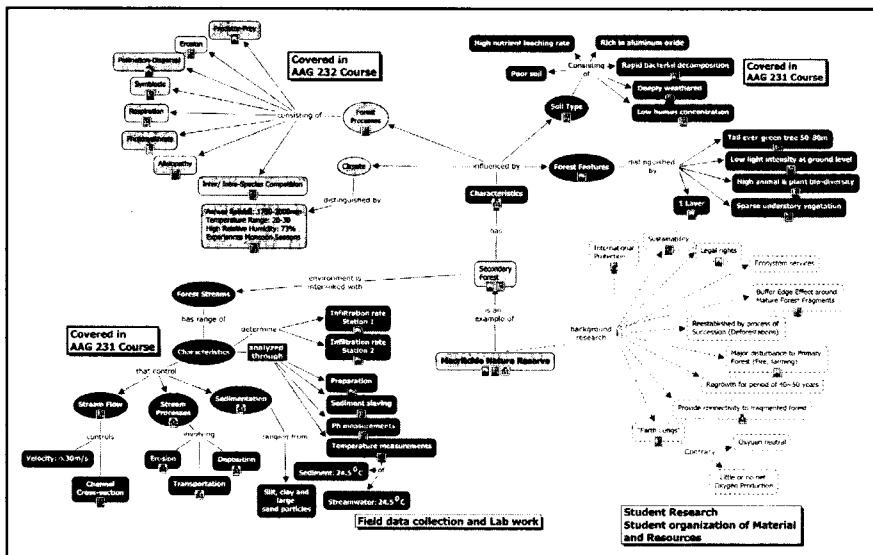 Predator-Prey
Erosion
Pollination-Dispersal
Symbiosis
Respiration
Photosynthesis
Allelopathy
Inter/ Intra-Species Competition
Covered in
AAG 232 Course
consisting of
Forest
Processes
Climate
distinguished by
Annual Rainfall:
Temperature Range: 20-30
High Relative Humidity: 73%
Experiences Monsoon Seasons
High nutrient leaching rate
Rich in aluminum oxide
Poor soil
Consisting
of
Rapid bacterial decomposition
Deeply weathered
Low humen concentration
Soil Type
Covered in
AAG 231 Course
influenced by
Forest Features
distinguished
by
Tall ever green tree 50-80m
Low light intensity at ground level
High animal & plant bio-diversity
Sparse understory vegetation
Characteristics
has
Secondary
Forest
is an
example of
environment is
interlinked with
Forest Streams
has range of
Covered in
AAG 231 Course
Characteristics
determine
Infiltration rate
Station 1
Infiltration rate
Station 2
analyzed
through
Preparation
Sediment sieving
Ph measurements
Temperature measurements
of
Sediment: 24.5 °C
Streamwater: 24.5 °C
that control
Stream Flow
Stream
Processes
Sedimentation
controls
involving
ranging from
Channel
Cross-section
Erosion
Deposition
Transportation
Silt, clay and
large
sand particles
Field data collection and Lab work
MacRitchie Nature Reserve
background
research
International
Protection
Sustainability
Legal rights
Ecosystem services
Buffer Edge Effect around
Mature Forest Fragments
Reestablished by process of
Succession (Deforestations)
Major disturbance to Primary
Forest (Fire, farming)
Regrowth for period of 40~50 years
Provide connectivity to fragmented forest
"Earth Lungs"
Contrary
Oxygen neutral
Little or no net
Oxygen Production
Student Research
Student organization of Material
and Resources